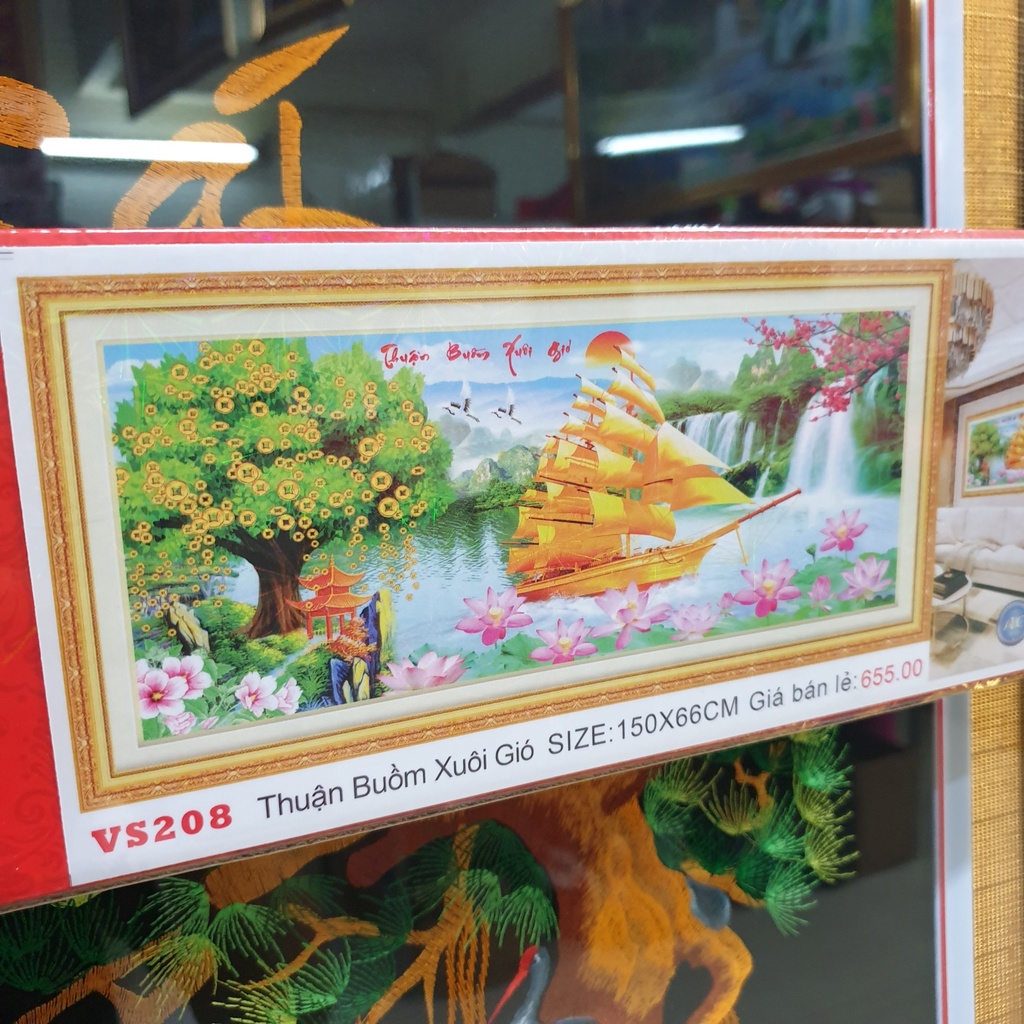 Thuận Buồm Xuôi Gió
VS208 Thuận Buồm Xuôi Gió SIZE:150X66CM Giá bán lẻ:655.00